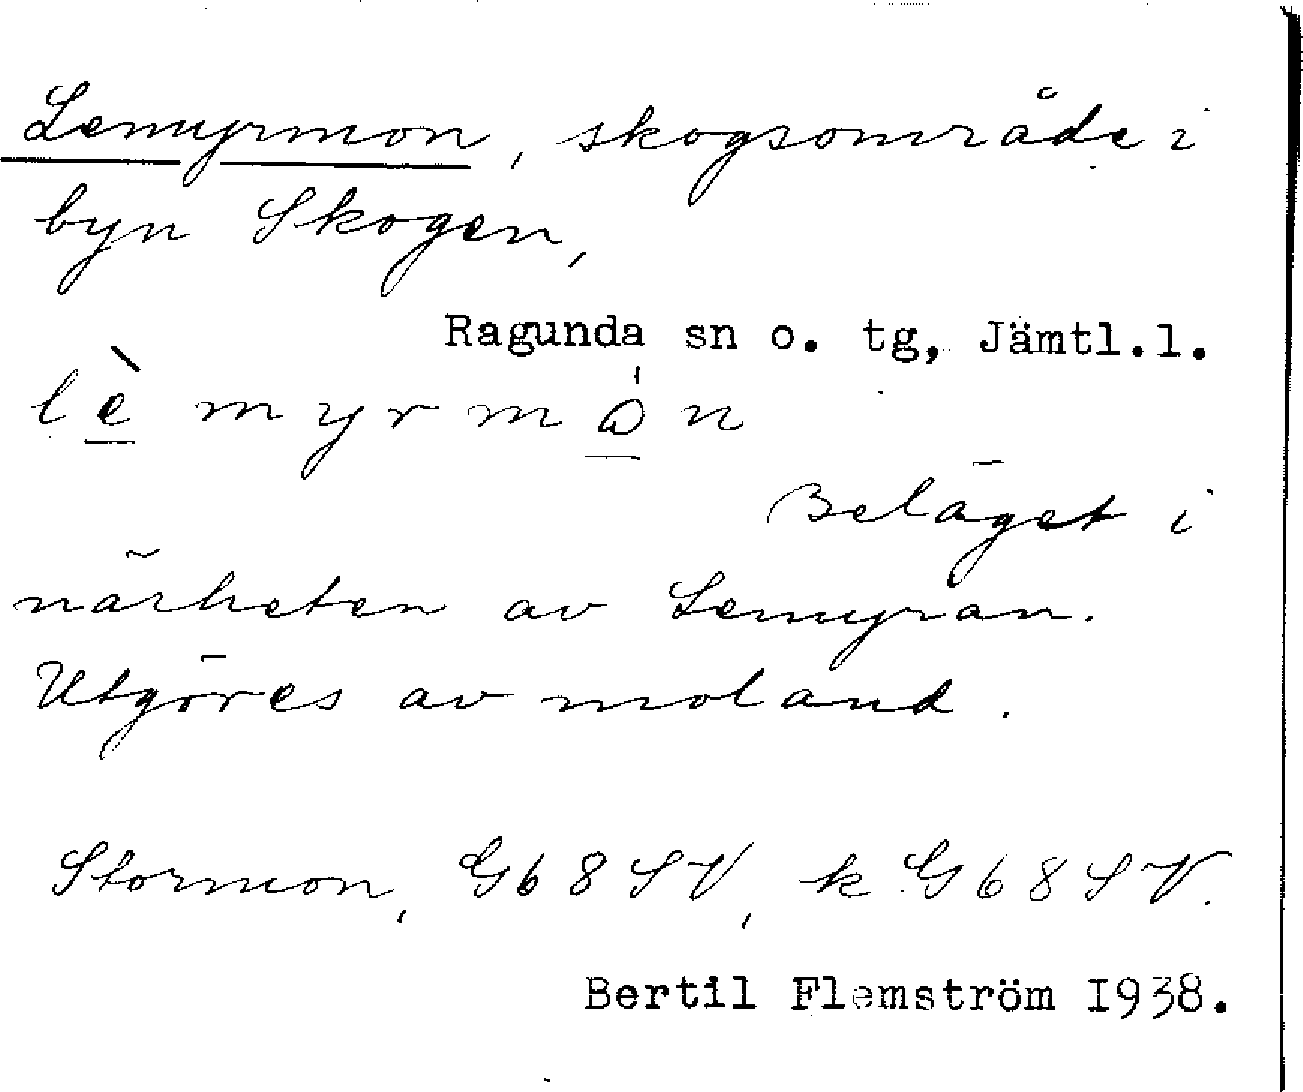 Lemyrmon, skogsområde i
byn Skogen,
Ragunda sn o. tg, Jämtl.l.
lè myrmón
Beläget i
närheten av Lemyran.
Utgöres av moland.
Stormon, G68SV, k G68SV.
Bertil Flemström I938.